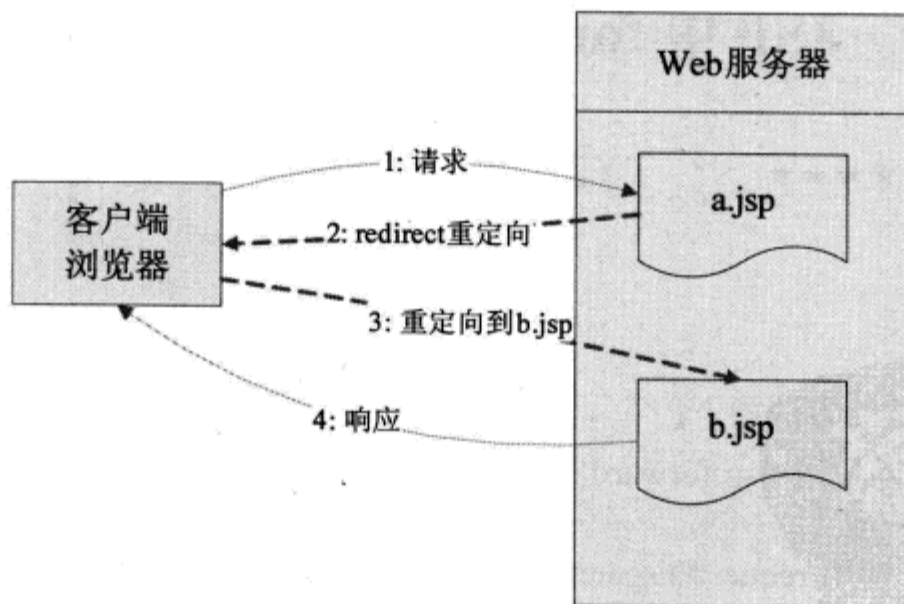 Web服务器
1: 请求
a.jsp
客户端
浏览器
2: redirect重定向
3: 重定向到b.jsp
b.jsp
4: 响应